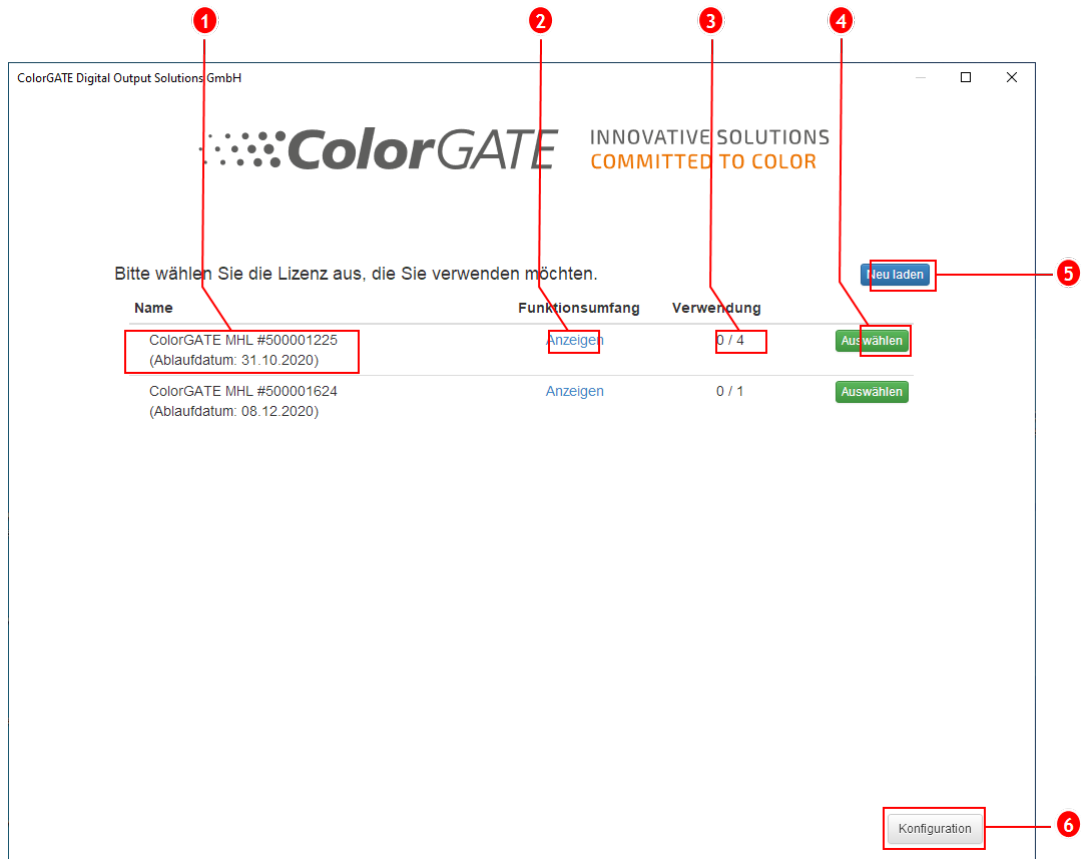 1 2 3 4
ColorGATE Digital Output Solutions GmbH
ColorGATE INNOVATIVE SOLUTIONS
COMMITTED TO COLOR
Bitte wählen Sie die Lizenz aus, die Sie verwenden möchten. Neu laden 5
Name Funktionsumfang Verwendung
ColorGATE MHL #500001225 Anzeigen 0 / 4 Auswählen
(Ablaufdatum: 31.10.2020)
ColorGATE MHL #500001624 Anzeigen 0 / 1 Auswählen
(Ablaufdatum: 08.12.2020)
Konfiguration 6